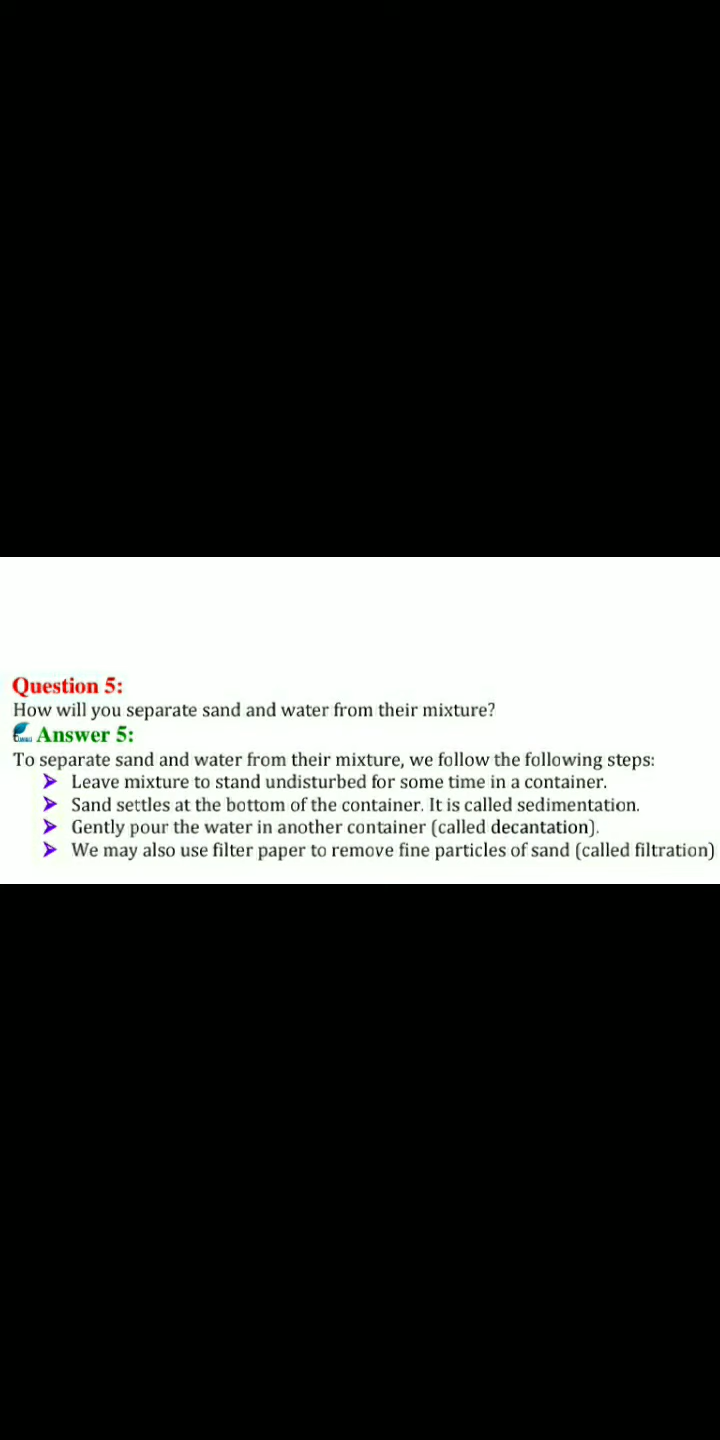 Question 5:
How will you separate sand and water from their mixture?
Answer 5:
To separate sand and water from their mixture, we follow the following steps:
➢ Leave mixture to stand undisturbed for some time in a container.
➢ Sand settles at the bottom of the container. It is called sedimentation.
➢ Gently pour the water in another container (called decantation).
➢ We may also use filter paper to remove fine particles of sand (called filtration)